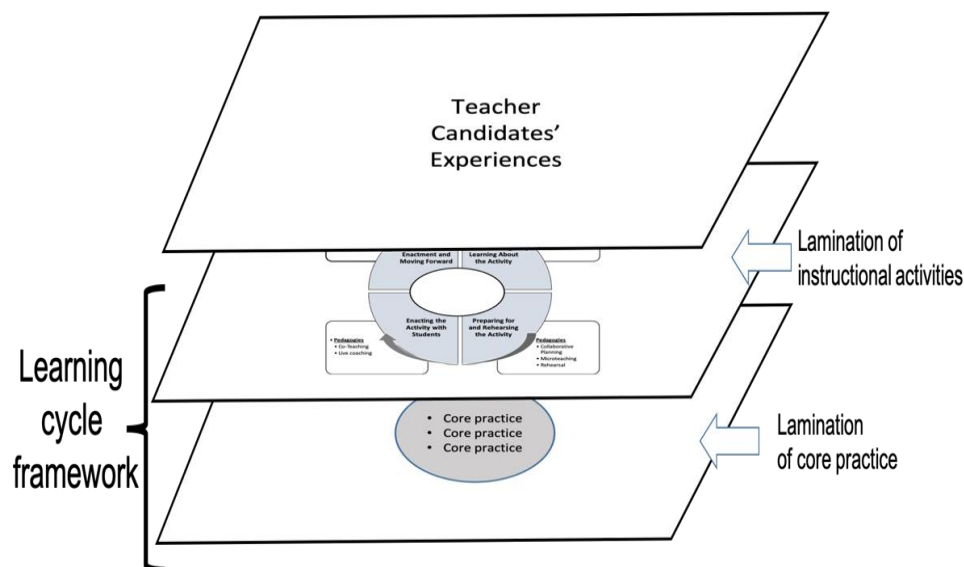 Teacher
Candidates'
Experiences
Lamination of
instructional activities
Enactment and
Moving Forward
Learning About
the Activity
Enacting the
Activity with
Students
Preparing for
and Rehearsing
the Activity
• Pedagogies
• Co-Teaching
• Live coaching
Pedagogies
• Collaborative
Planning
• Microteaching
• Rehearsal
Learning
cycle
framework
• Core practice
• Core practice
• Core practice
Lamination
of core practice